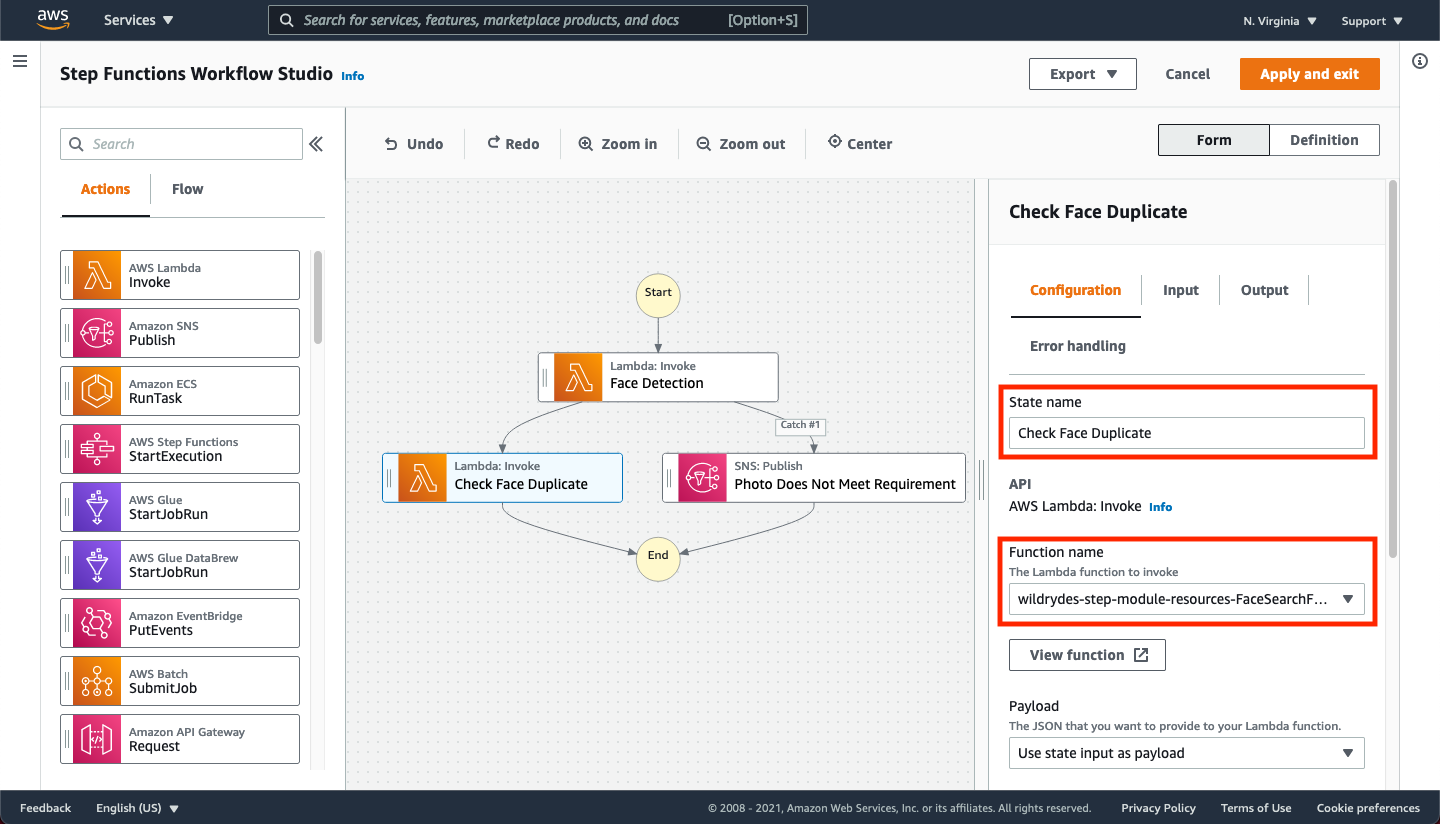 aws
Services
Search for services, features, marketplace products, and docs
[Option+S]
N. Virginia
Support
Step Functions Workflow Studio
Info
Export
Cancel
Apply and exit
Search
Actions
Flow
AWS Lambda
Invoke
Amazon SNS
Publish
Amazon ECS
RunTask
AWS Step Functions
StartExecution
AWS Glue
StartJobRun
AWS Glue DataBrew
StartJobRun
Amazon EventBridge
PutEvents
AWS Batch
SubmitJob
Amazon API Gateway
Request
Undo
Redo
Zoom in
Zoom out
Center
Form
Definition
Start
Lambda: Invoke
Face Detection
Catch #1
Lambda: Invoke
Check Face Duplicate
SNS: Publish
Photo Does Not Meet Requirement
End
Check Face Duplicate
Configuration
Input
Output
Error handling
State name
Check Face Duplicate
API
AWS Lambda: Invoke Info
Function name
The Lambda function to invoke
wildrydes-step-module-resources-FaceSearchF...
View function
Payload
The JSON that you want to provide to your Lambda function.
Use state input as payload
Feedback
English (US)
© 2008 - 2021, Amazon Web Services, Inc. or its affiliates. All rights reserved.
Privacy Policy
Terms of Use
Cookie preferences